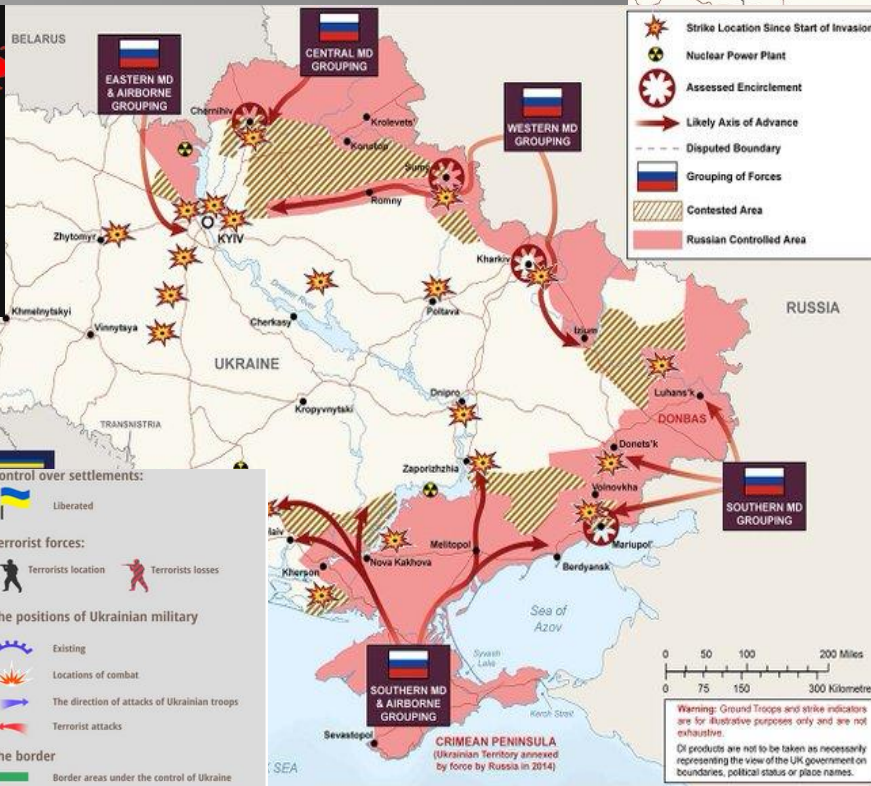 BELARUS
EASTERN MD
& AIRBORNE
GROUPING
CENTRAL MD
GROUPING
WESTERN MD
GROUPING
Strike Location Since Start of Invasion
Nuclear Power Plant
Assessed Encirclement
Likely Axis of Advance
Disputed Boundary
Grouping of Forces
Contested Area
Russian Controlled Area
Chernihiv
Krolevets'
Konotop
Sumy
Romny
Zhytomyr
KYIV
Kharkiv
Khmelnytskyi
Vinnytsya
Dnieper River
Cherkasy
Poltava
Izium
RUSSIA
UKRAINE
Luhans'k
DONBAS
Dnipro
Kropyvnytski
TRANSNISTRIA
Donets'k
Zaporizhzhia
Volnovkha
SOUTHERN MD
GROUPING
Mariupol'
Melitopol
Berdyansk
Nova Kakhova
Kherson
Sea of
Azov
Syvash
Lake
SOUTHERN MD
& AIRBORNE
GROUPING
Kerch Strait
Sevastopol
CRIMEAN PENINSULA
(Ukrainian Territory annexed
by force by Russia in 2014)
SEA
0 50 100 200 Miles
0 75 150 300 Kilometre
Warning: Ground Troops and strike indicators
are for illustrative purposes only and are not
exhaustive.
DI products are not to be taken as necessarily
representing the view of the UK government on
boundaries, political status or place names.
ontrol over settlements:
Liberated
errorist forces:
Terrorists location
Terrorists losses
he positions of Ukrainian military
Existing
Locations of combat
The direction of attacks of Ukrainian troops
Terrorist attacks
he border
Border areas under the control of Ukraine